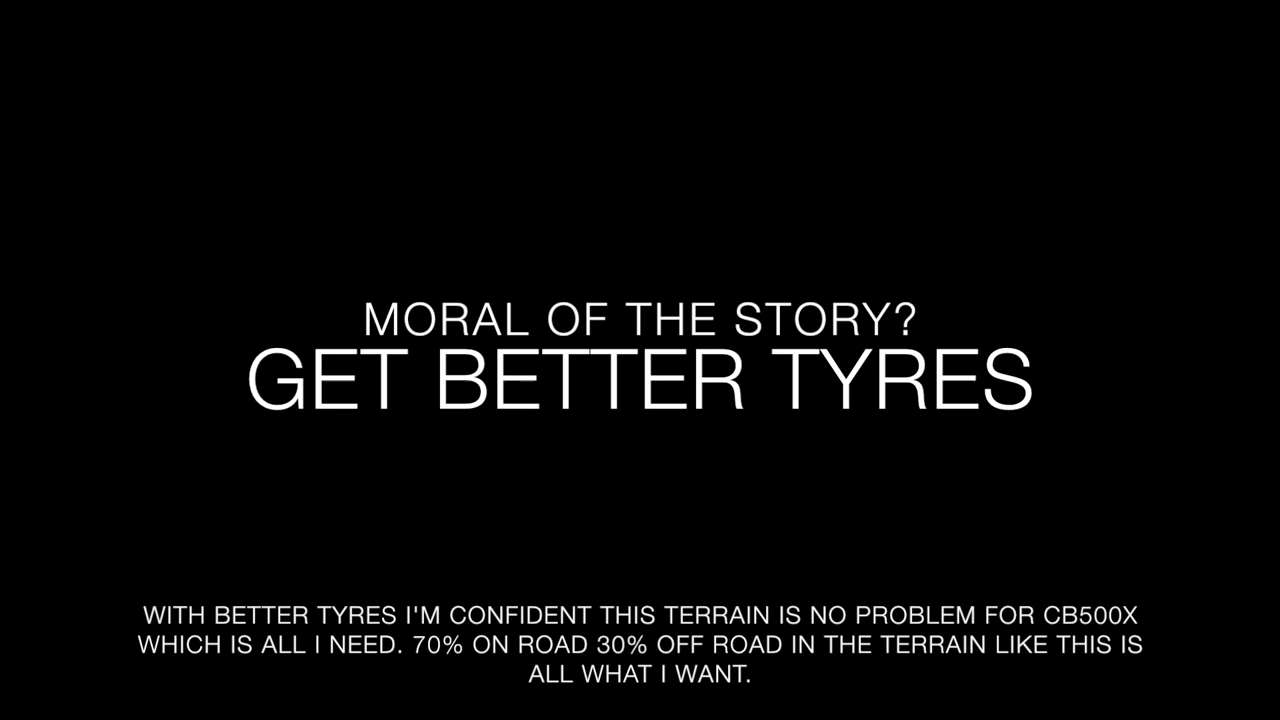 MORAL OF THE STORY?
GET BETTER TYRES
WITH BETTER TYRES I'M CONFIDENT THIS TERRAIN IS NO PROBLEM FOR CB500X
WHICH IS ALL I NEED. 70% ON ROAD 30% OFF ROAD IN THE TERRAIN LIKE THIS IS
ALL WHAT I WANT.